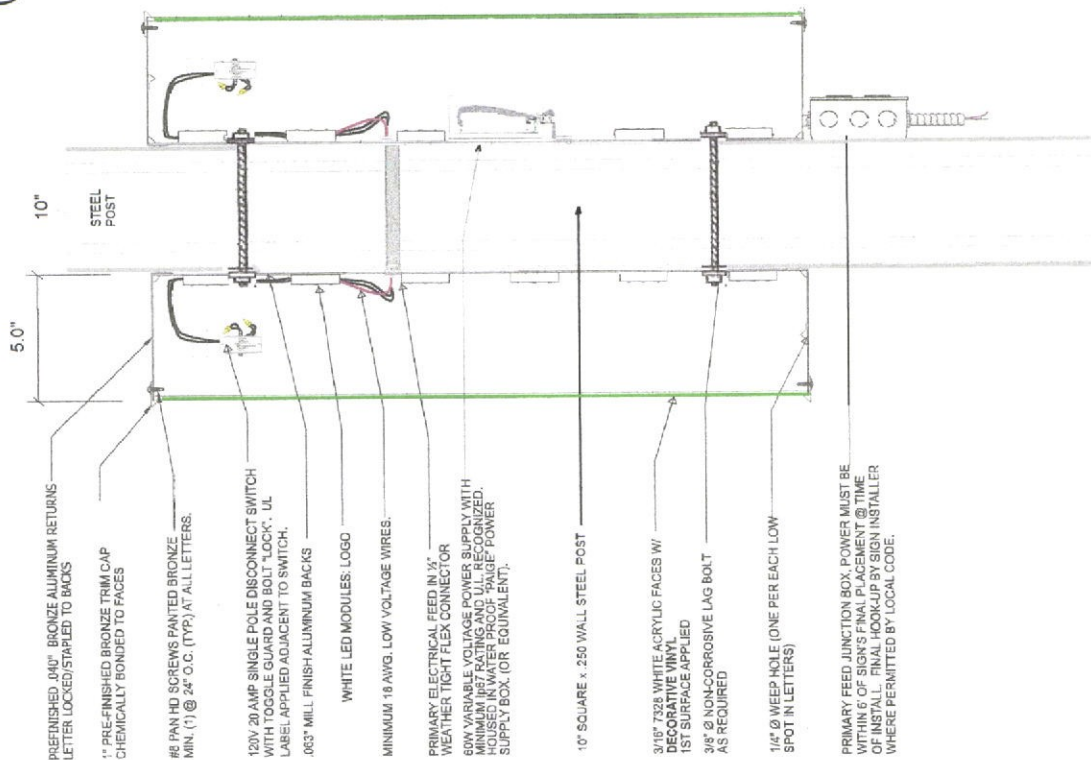 5.0"
10"
STEEL
POST
PREFINISHED .040" BRONZE ALUMINUM RETURNS
LETTER LOCKED/STAPLED TO BACKS
1" PRE-FINISHED BRONZE TRIM CAP
CHEMICALLY BONDED TO FACES
#8 PAN HD SCREWS PANTED BRONZE
MIN. (1) @ 24" O.C. (TYP.) AT ALL LETTERS.
120V 20 AMP SINGLE POLE DISCONNECT SWITCH
WITH TOGGLE GUARD AND BOLT "LOCK". UL
LABEL APPLIED ADJACENT TO SWITCH.
.063" MILL FINISH ALUMINUM BACKS
WHITE LED MODULES: LOGO
MINIMUM 18 AWG. LOW VOLTAGE WIRES.
PRIMARY ELECTRICAL FEED IN ½"
WEATHER TIGHT FLEX CONNECTOR
60W VARIABLE VOLTAGE POWER SUPPLY WITH
MINIMUM Ip67 RATING AND U.L. RECOGNIZED.
HOUSED IN WATER PROOF "PAIGE" POWER
SUPPLY BOX. (OR EQUIVALENT).
10" SQUARE x .250 WALL STEEL POST
3/16" 7328 WHITE ACRYLIC FACES W/
DECORATIVE VINYL
1ST SURFACE APPLIED
3/8" Ø NON-CORROSIVE LAG BOLT
AS REQUIRED
1/4" Ø WEEP HOLE (ONE PER EACH LOW
SPOT IN LETTERS)
PRIMARY FEED JUNCTION BOX, POWER MUST BE
WITHIN 6' OF SIGN'S FINAL PLACEMENT @ TIME
OF INSTALL. FINAL HOOK-UP BY SIGN INSTALLER
WHERE PERMITTED BY LOCAL CODE.